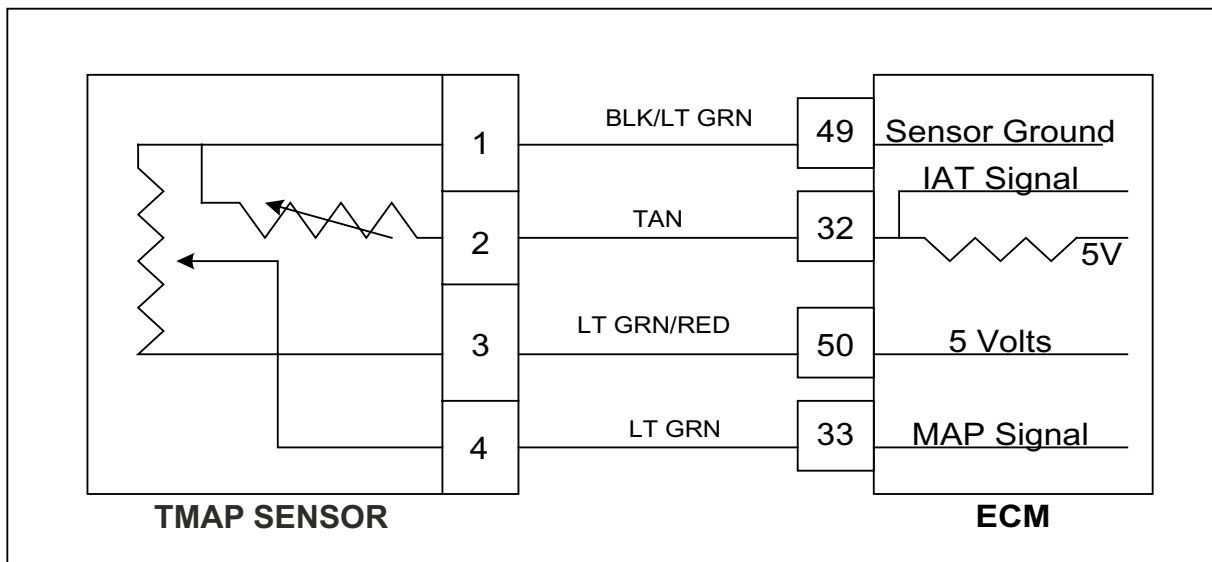 1 BLK/LT GRN 49 Sensor Ground
IAT Signal
2 TAN 32
5V
3 LT GRN/RED 50 5 Volts
4 LT GRN 33 MAP Signal
TMAP SENSOR ECM